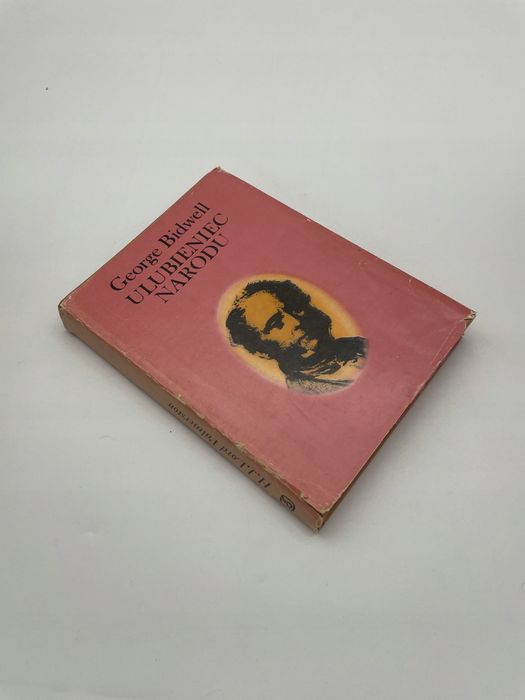 George Bidwell
ULUBIENIEC
NARODU
H.J.T. Lord Palmerston